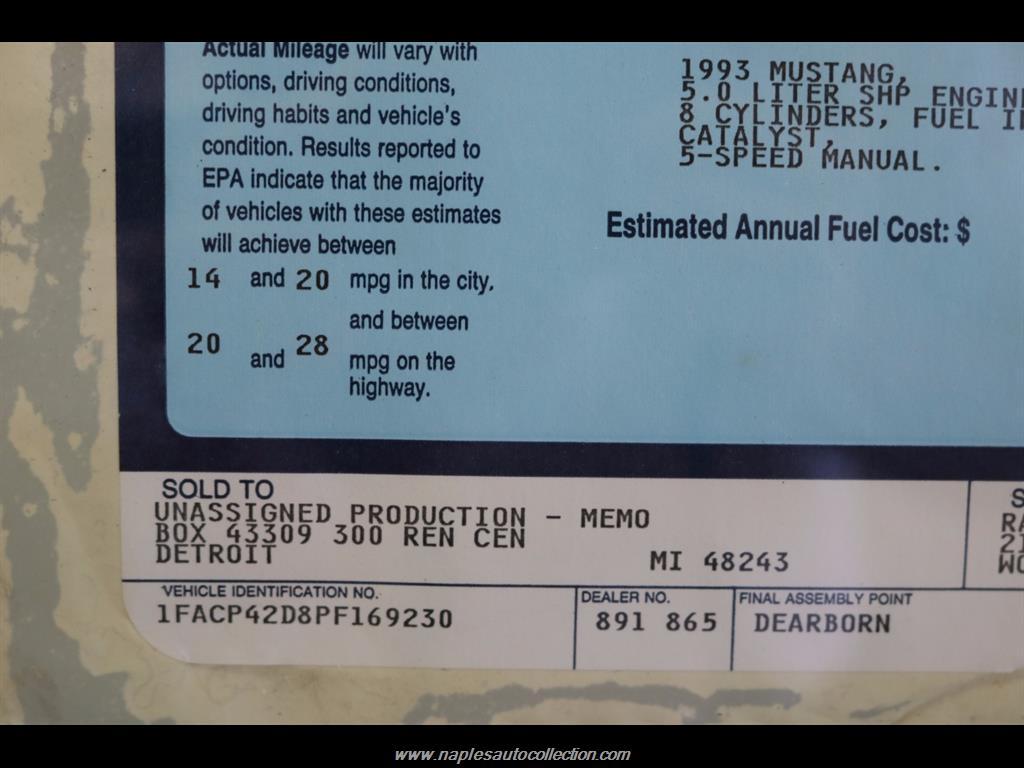 Actual Mileage will vary with
options, driving conditions,
driving habits and vehicle's
condition. Results reported to
EPA indicate that the majority
of vehicles with these estimates
will achieve between
14 and 20 mpg in the city,
and between
20 and 28 mpg on the
highway.
1993 MUSTANG,
5.0 LITER SHP ENGIN
8 CYLINDERS, FUEL I
CATALYST,
5-SPEED MANUAL.
Estimated Annual Fuel Cost: $
SOLD TO
UNASSIGNED PRODUCTION - MEMO
BOX 43309 300 REN CEN
DETROIT MI 48243
S
RA
21
WO
VEHICLE IDENTIFICATION NO.
1FACP42D8PF169230
DEALER NO.
891 865
FINAL ASSEMBLY POINT
DEARBORN
www.naplesautocollection.com